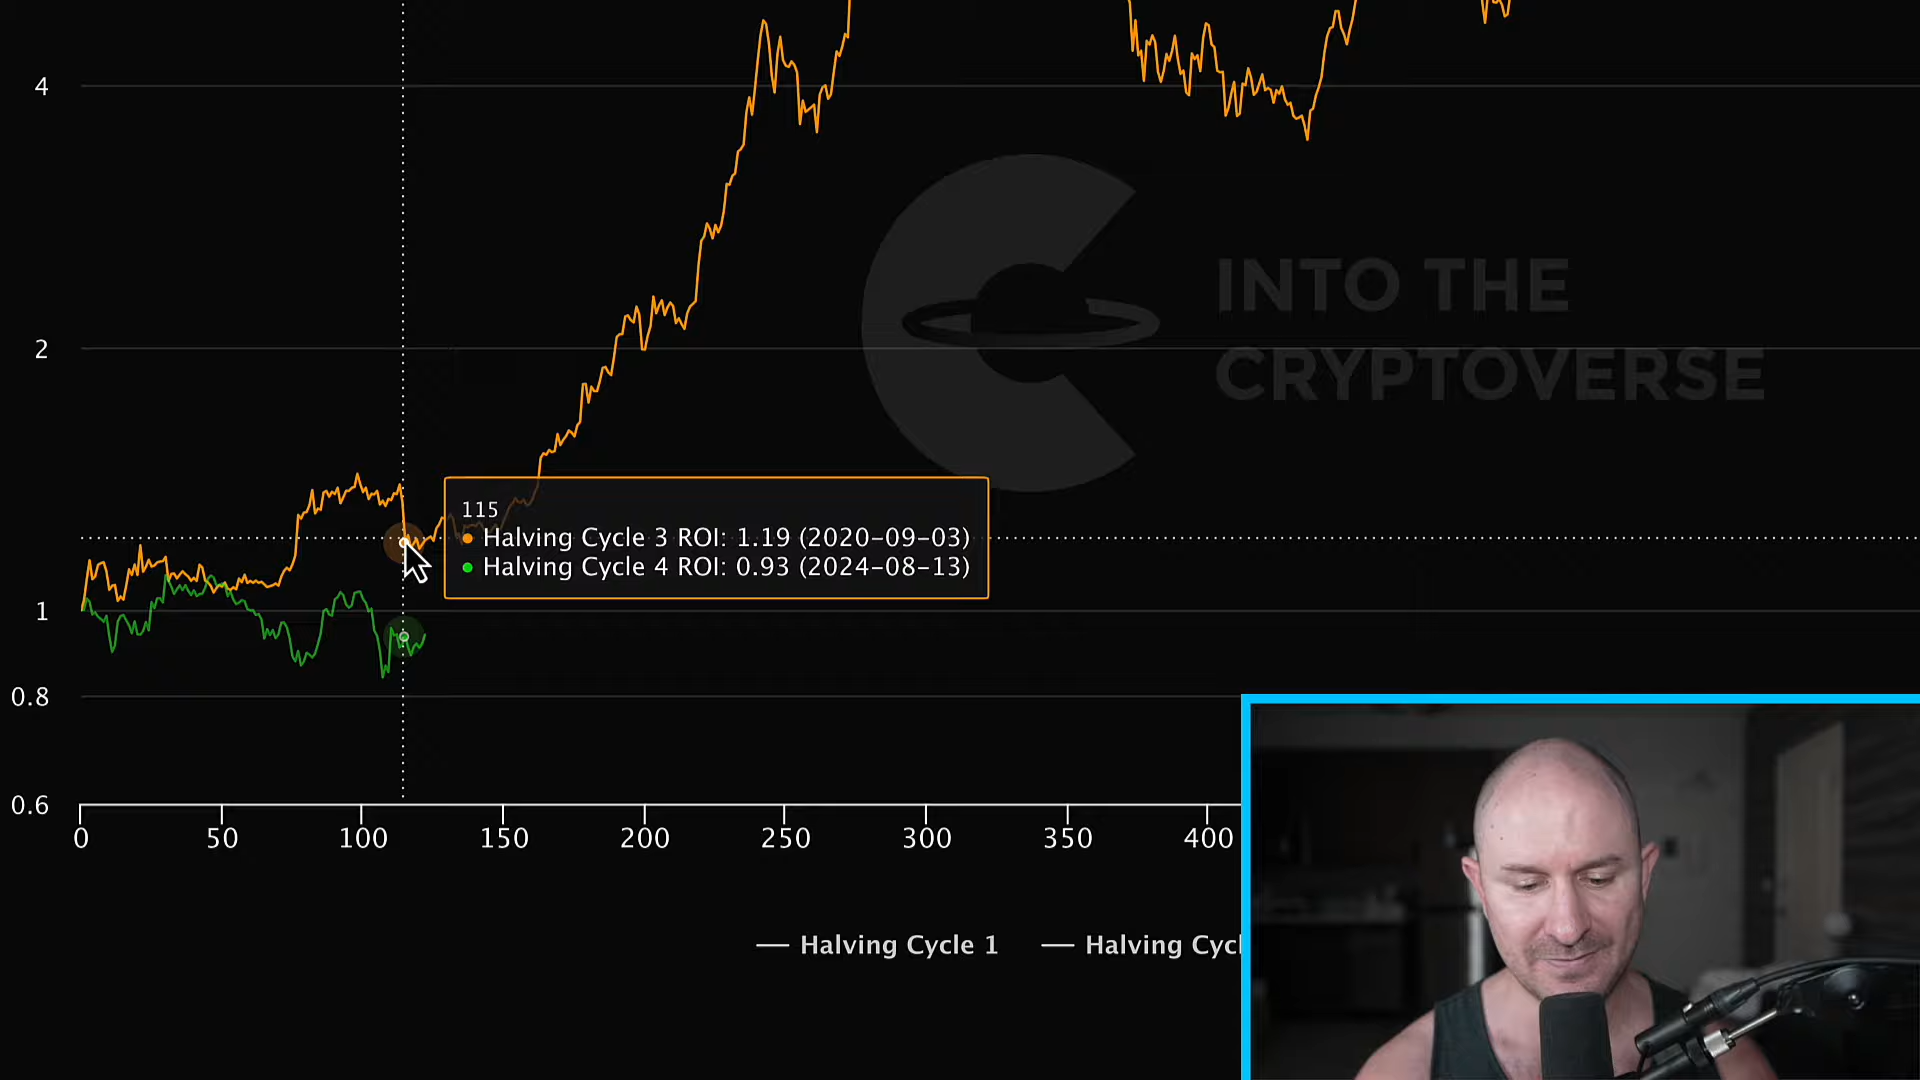 4
INTO THE
2
CRYPTOVERSE
115
Halving Cycle 3 ROI: 1.19 (2020-09-03)
Halving Cycle 4 ROI: 0.93 (2024-08-13)
1
0.8
0.6
0 50 100 150 200 250 300 350 400
Halving Cycle 1 Halving Cycl